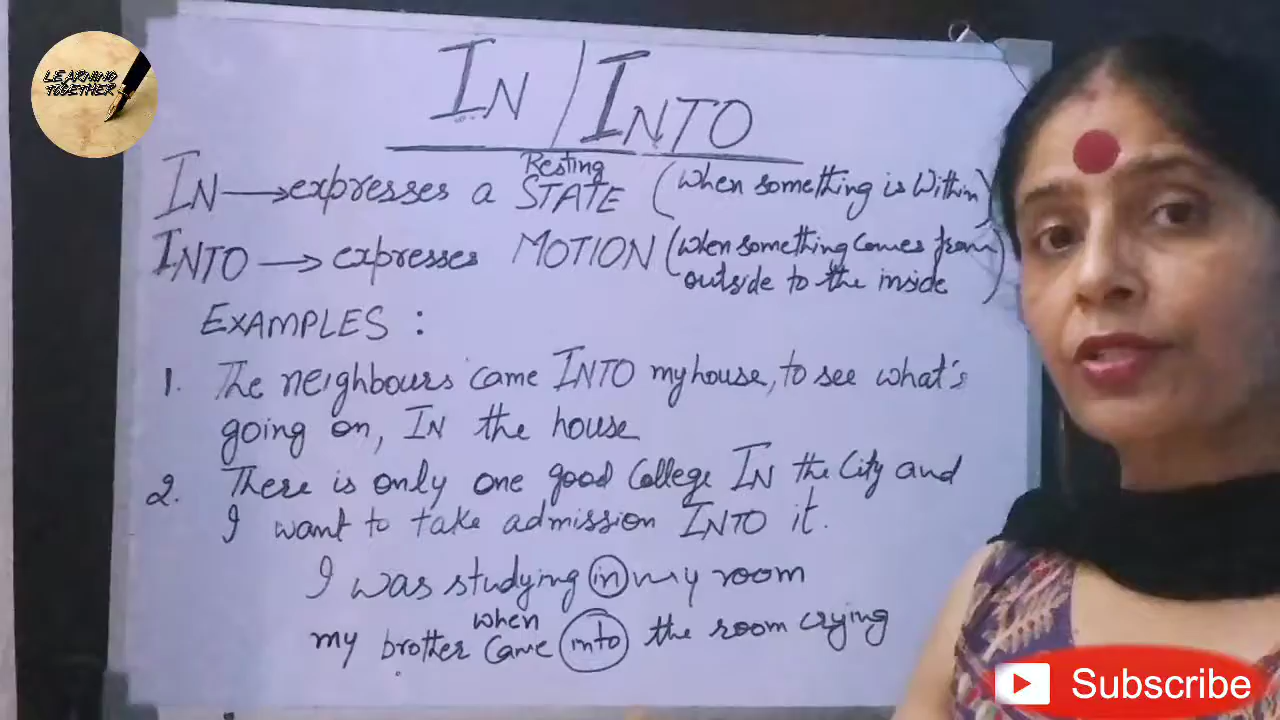 LEARNING
TOGETHER
IN / INTO
IN → expresses a Resting STATE (when something is Within)
INTO → expresses MOTION (when something comes from
outside to the inside)
EXAMPLES :
1. The neighbours came INTO my house, to see what's
going on, IN the house
2. There is only one good College IN the City and
I want to take admission INTO it.
I was studying in my room
when
my brother came into the room crying
Subscribe